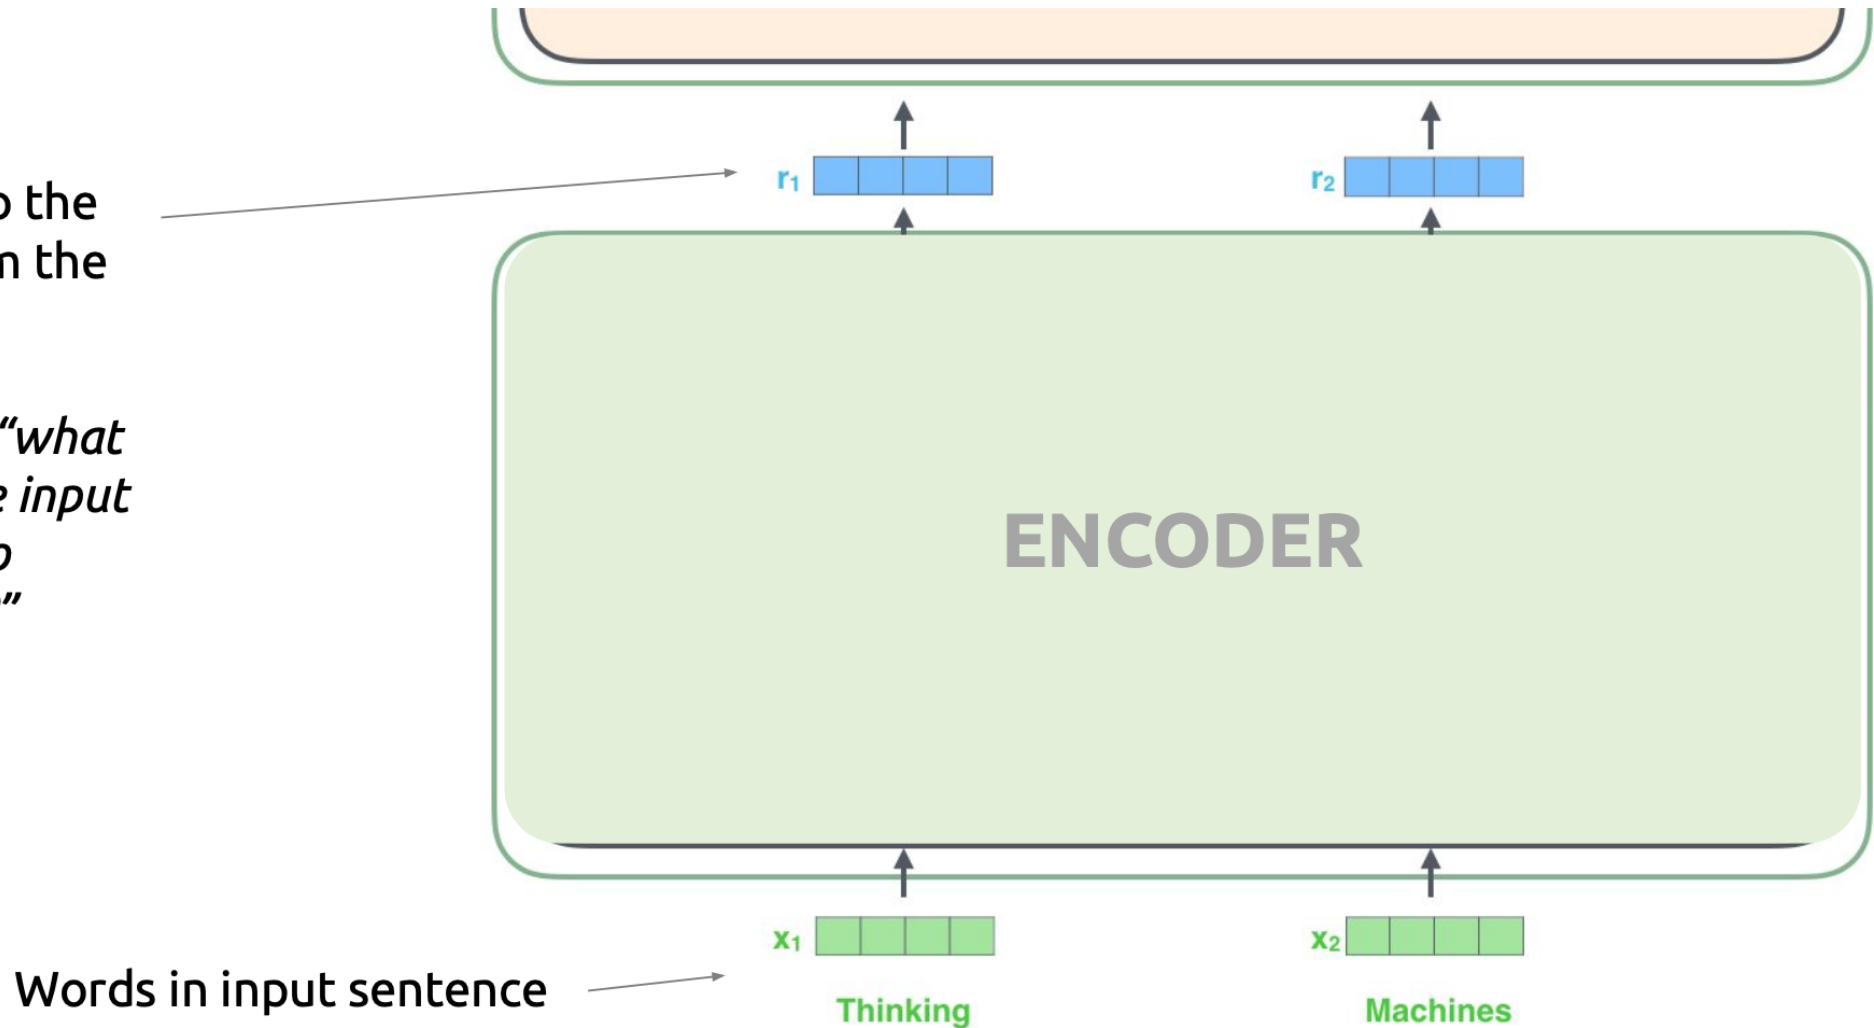 r₁
r₂
o the
n the
“what
e input
o
”
ENCODER
x₁
x₂
Words in input sentence
Thinking
Machines